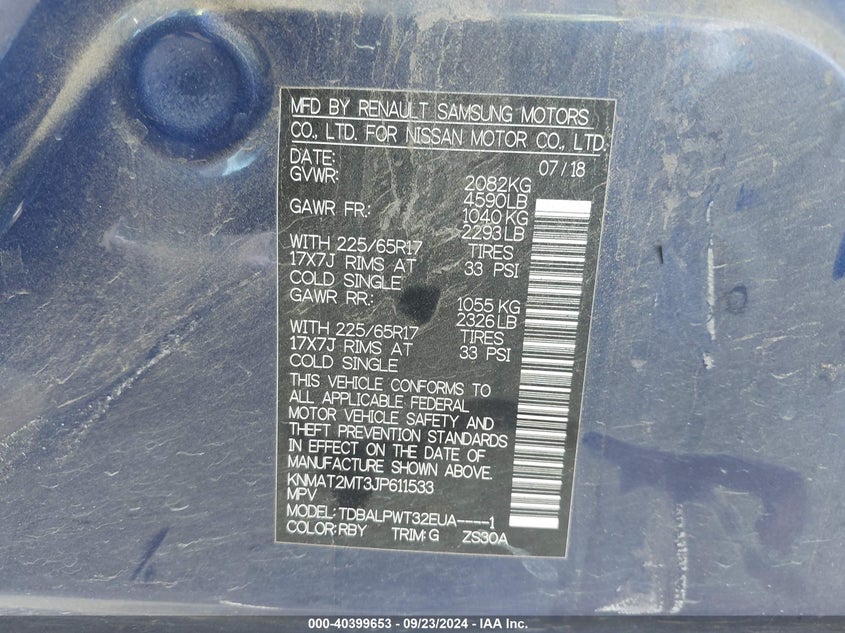 MFD BY RENAULT SAMSUNG MOTORS
CO., LTD. FOR NISSAN MOTOR CO., LTD.
DATE: 07/18
GVWR: 2082KG
4590LB
GAWR FR.: 1040 KG
2293 LB
WITH 225/65R17 TIRES
17X7J RIMS AT 33 PSI
COLD SINGLE
GAWR RR.: 1055 KG
2326 LB
WITH 225/65R17 TIRES
17X7J RIMS AT 33 PSI
COLD SINGLE
THIS VEHICLE CONFORMS TO
ALL APPLICABLE FEDERAL
MOTOR VEHICLE SAFETY AND
THEFT PREVENTION STANDARDS
IN EFFECT ON THE DATE OF
MANUFACTURE SHOWN ABOVE.
KNMAT2MT3JP611533
MPV
MODEL: TDBALPWT32EUA----1
COLOR: RBY TRIM: G ZS30A
000-40399653 - 09/23/2024 - IAA Inc.